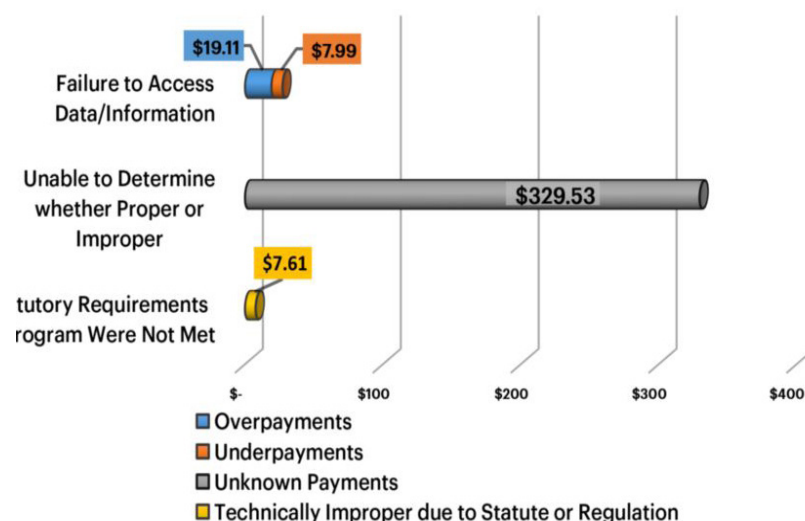 $19.11
$7.99
Failure to Access
Data/Information
Unable to Determine
whether Proper or
Improper
$329.53
$7.61
tutory Requirements
rogram Were Not Met
$-
$100
$200
$300
$400
Overpayments
Underpayments
Unknown Payments
Technically Improper due to Statute or Regulation